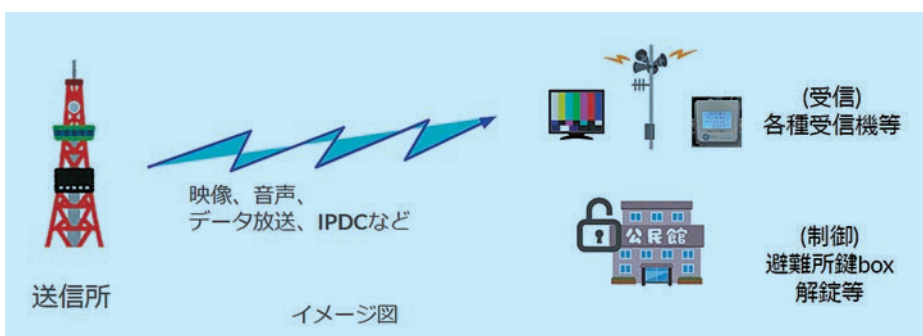 (受信)
各種受信機等
映像、音声、
データ放送、IPDCなど
公民館
(制御)
避難所鍵box
解錠等
送信所
イメージ図